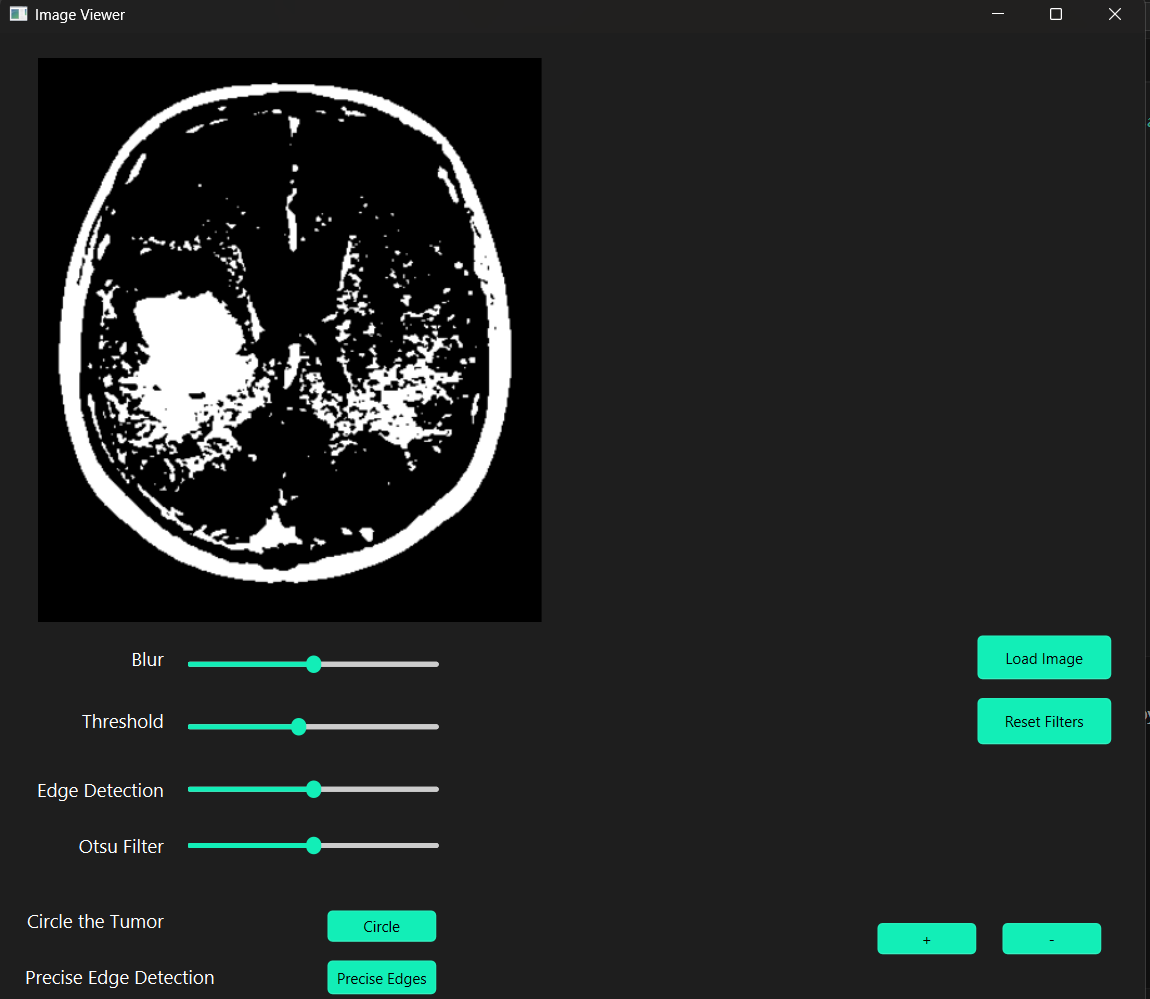 Image Viewer
Blur
Load Image
Threshold
Reset Filters
Edge Detection
Otsu Filter
Circle the Tumor
Circle
+
-
Precise Edge Detection
Precise Edges